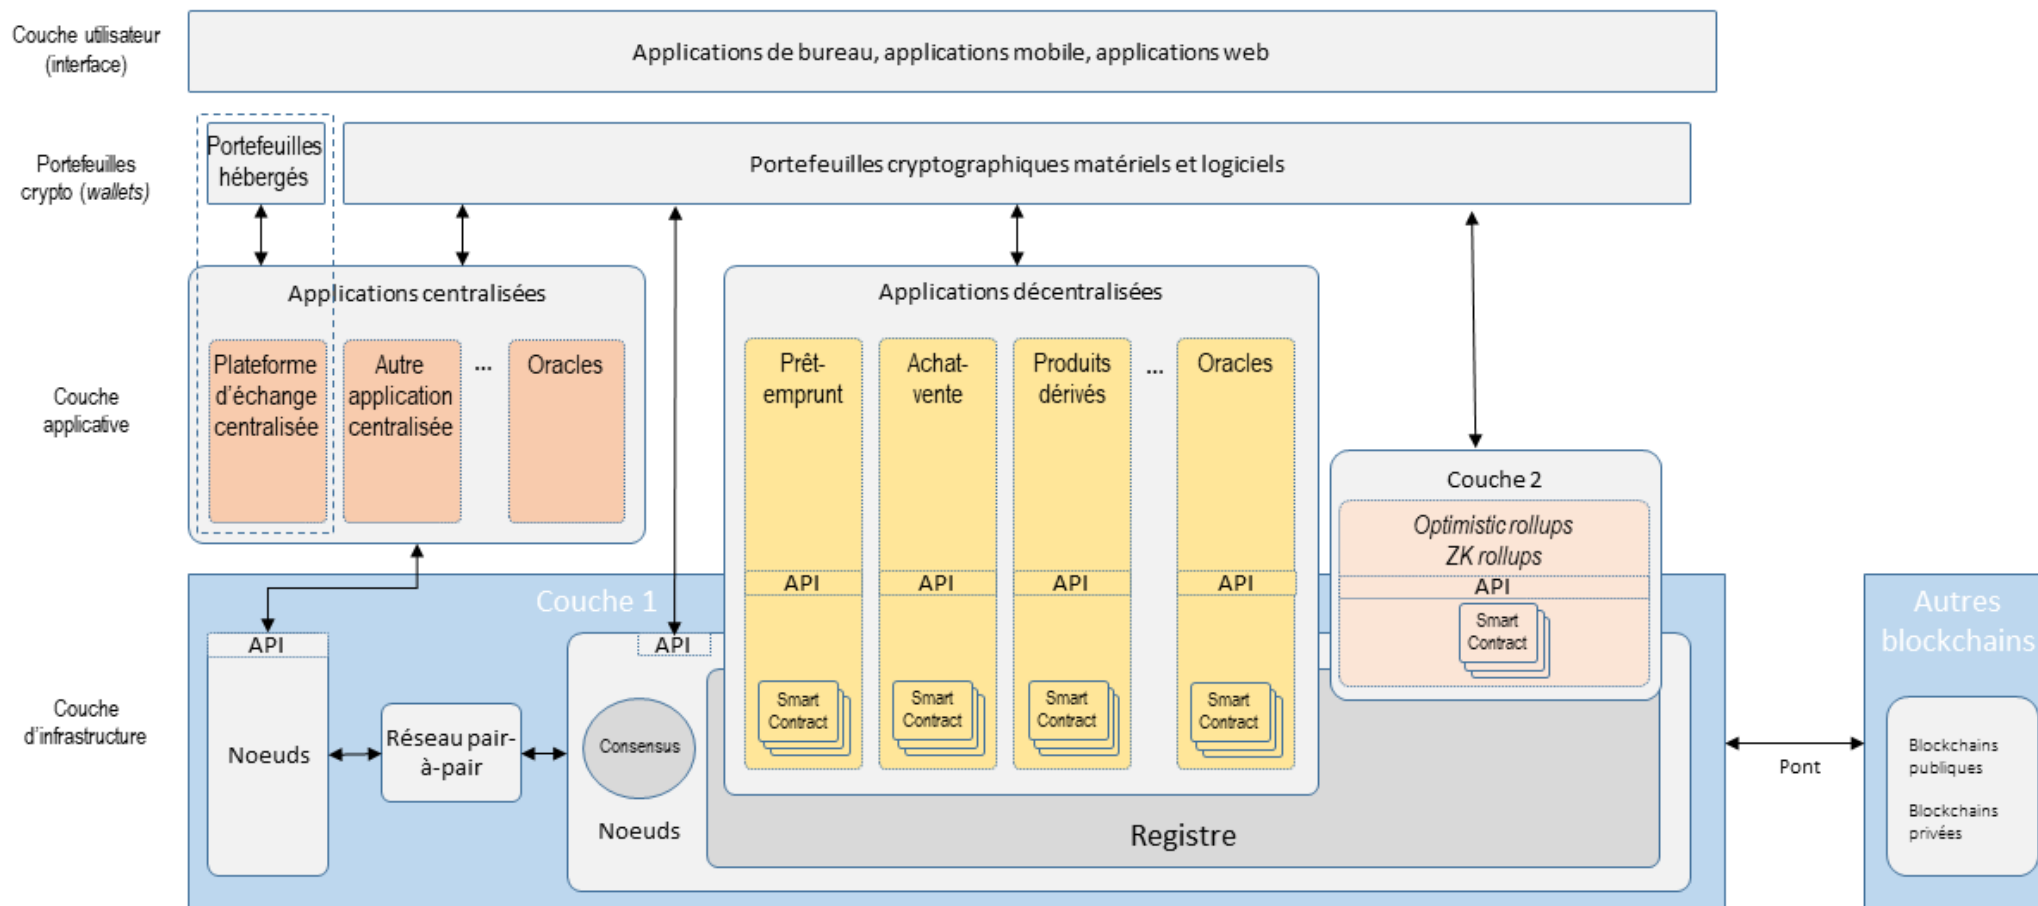 Couche utilisateur
(interface)
Applications de bureau, applications mobile, applications web
Portefeuilles
crypto (wallets)
Portefeuilles
hébergés
Portefeuilles cryptographiques matériels et logiciels
Couche
applicative
Applications centralisées
Plateforme
d'échange
centralisée
Autre
application
centralisée
...
Oracles
Applications décentralisées
Prêt-
emprunt
Achat-
vente
Produits
dérivés
...
Oracles
API
API
API
API
Smart
Contract
Smart
Contract
Smart
Contract
Smart
Contract
Couche 2
Optimistic rollups
ZK rollups
API
Smart
Contract
Couche
d'infrastructure
Couche 1
API
Noeuds
Réseau pair-
à-pair
API
Consensus
Noeuds
Registre
Pont
Autres
blockchains
Blockchains
publiques
Blockchains
privées